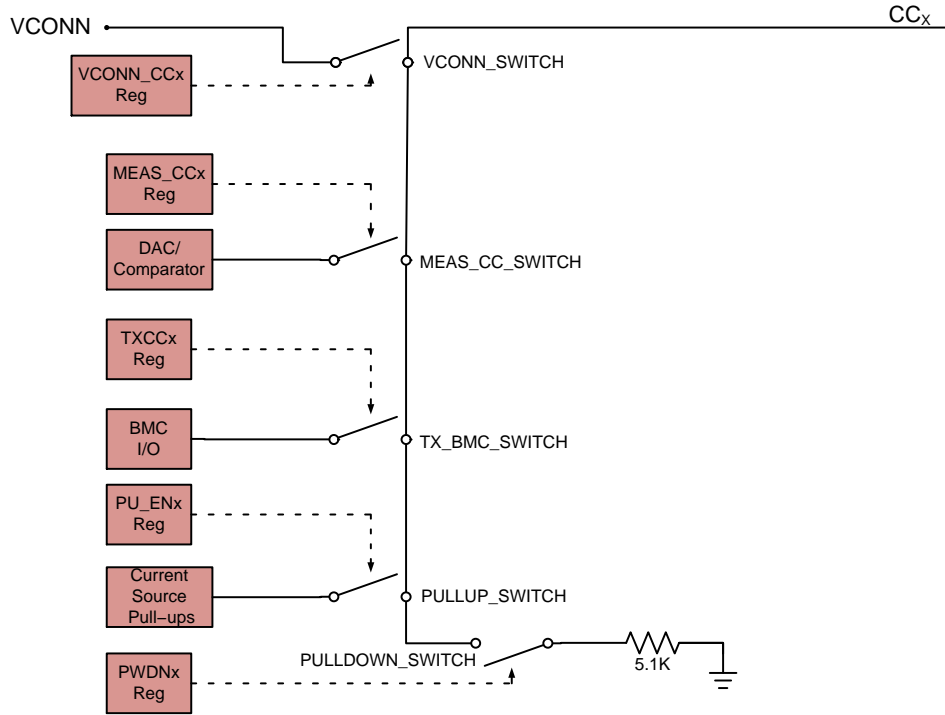 VCONN
CCX
VCONN_SWITCH
VCONN_CCx
Reg
MEAS_CCx
Reg
DAC/
Comparator
MEAS_CC_SWITCH
TXCCx
Reg
BMC
I/O
TX_BMC_SWITCH
PU_ENx
Reg
Current
Source
Pull−ups
PULLUP_SWITCH
PULLDOWN_SWITCH
5.1K
PWDNx
Reg